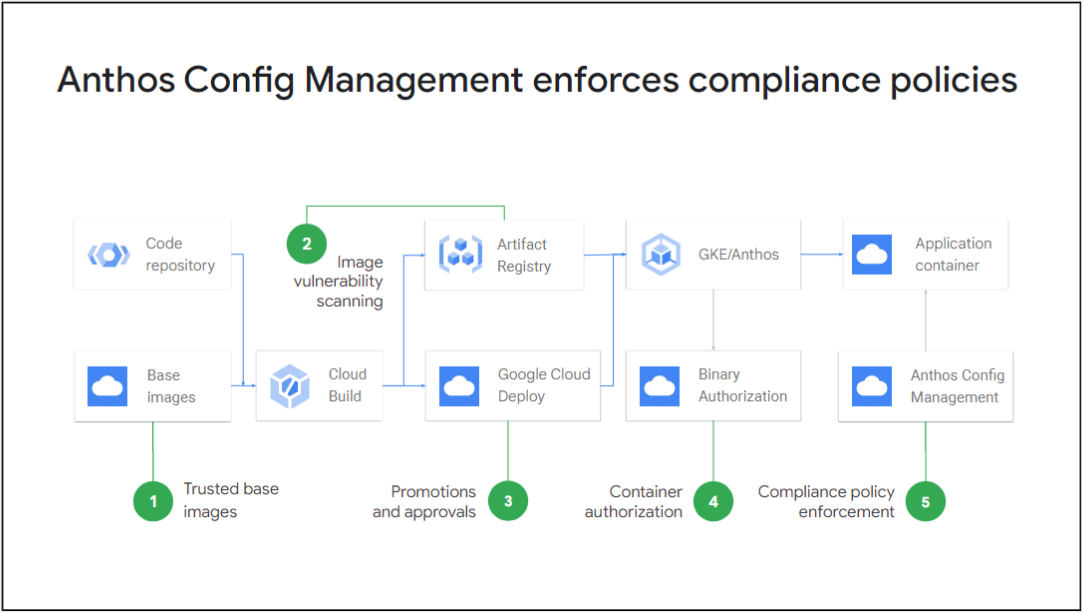 Anthos Config Management enforces compliance policies
Code
repository
2
Image
vulnerability
scanning
Artifact
Registry
GKE/Anthos
Application
container
Base
images
Cloud
Build
Google Cloud
Deploy
Binary
Authorization
Anthos Config
Management
1
Trusted base
images
Promotions
and approvals
3
Container
authorization
4
Compliance policy
enforcement
5